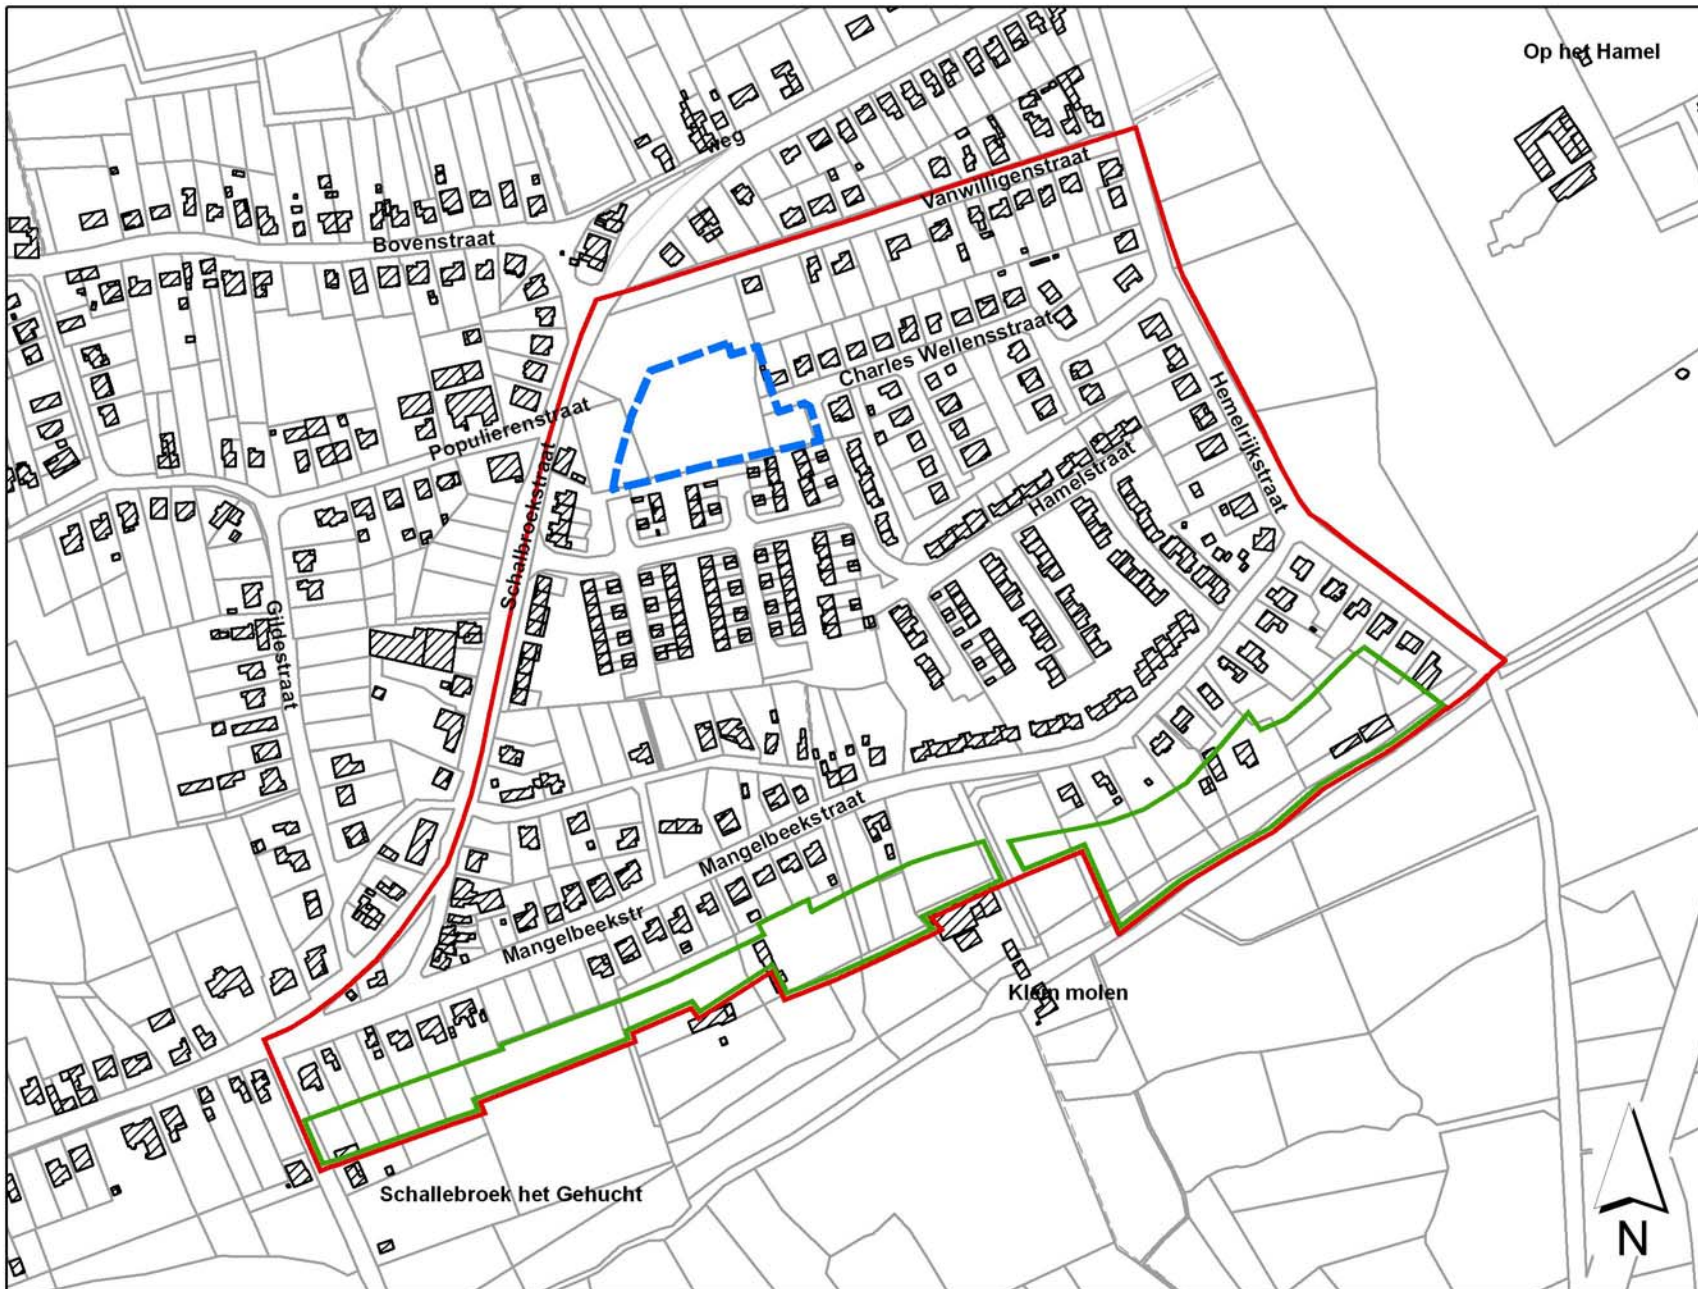 Op het Hamel
weg
Vanwilligenstraat
Bovenstraat
Charles Wellensstraat
Hemelrijkstraat
Populierenstraat
Schalbroekstraat
Hamelstraat
Gildestraat
Mangelbeekstraat
Mangelbeekstr
Klein molen
Schallebroek het Gehucht
N